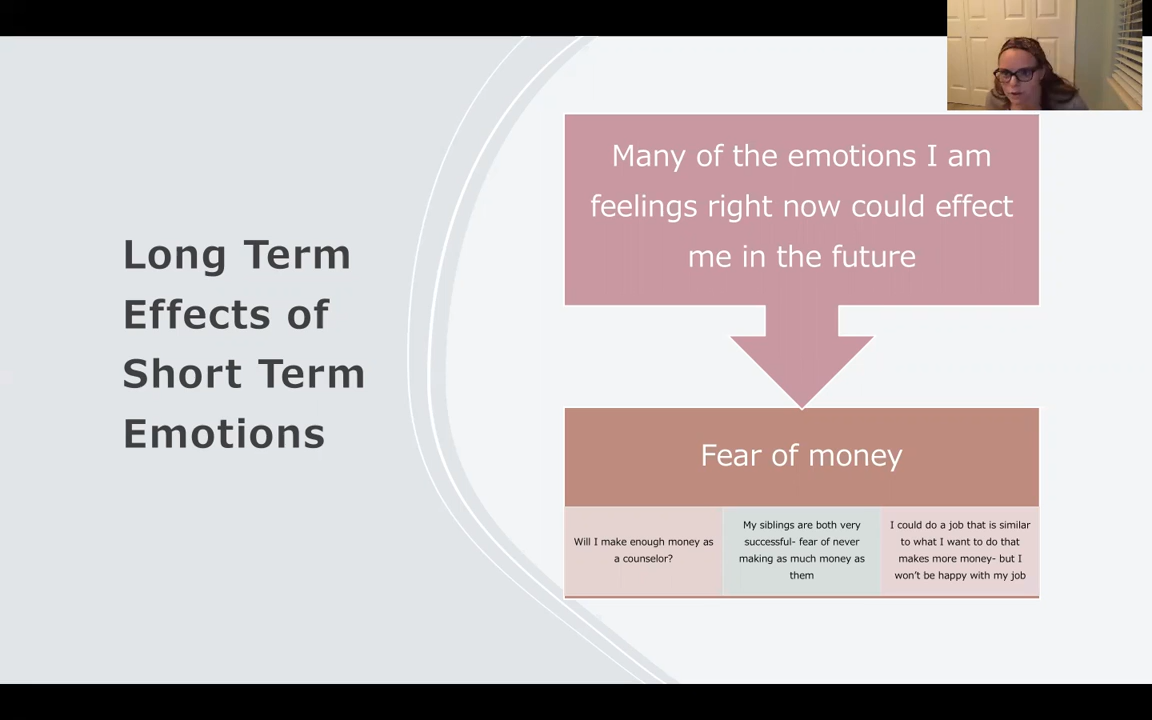 Long Term
Effects of
Short Term
Emotions
Many of the emotions I am
feelings right now could effect
me in the future
Fear of money
Will I make enough money as
a counselor?
My siblings are both very
successful- fear of never
making as much money as
them
I could do a job that is similar
to what I want to do that
makes more money- but I
won't be happy with my job